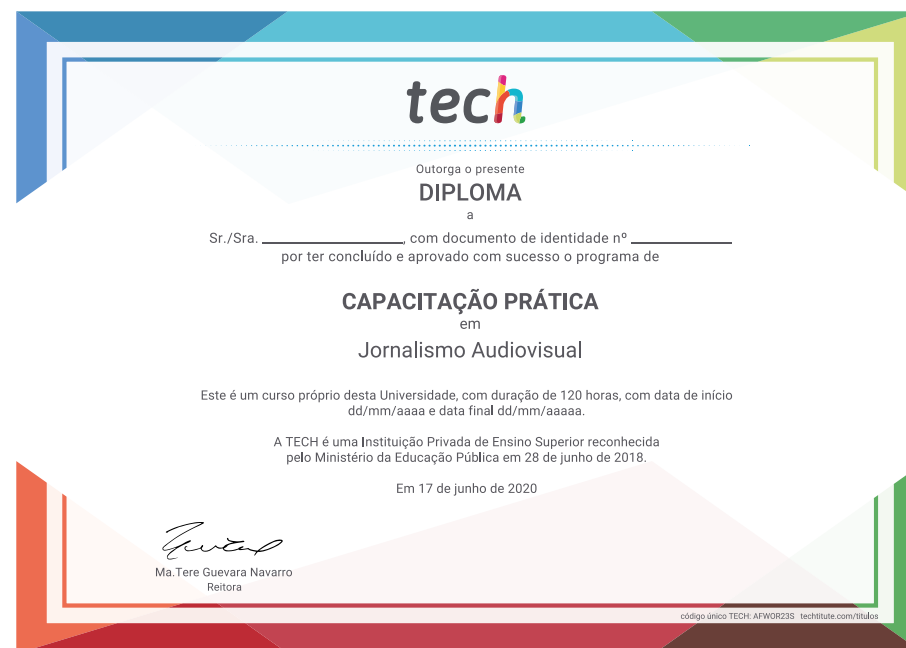 tech
Outorga o presente
DIPLOMA
a
Sr./Sra. ____________________, com documento de identidade nº ______________
por ter concluído e aprovado com sucesso o programa de
CAPACITAÇÃO PRÁTICA
em
Jornalismo Audiovisual
Este é um curso próprio desta Universidade, com duração de 120 horas, com data de início
dd/mm/aaaa e data final dd/mm/aaaaa.
A TECH é uma Instituição Privada de Ensino Superior reconhecida
pelo Ministério da Educação Pública em 28 de junho de 2018.
Em 17 de junho de 2020
Ma.Tere Guevara Navarro
Reitora
código único TECH: AFWOR23S techtitute.com/títulos